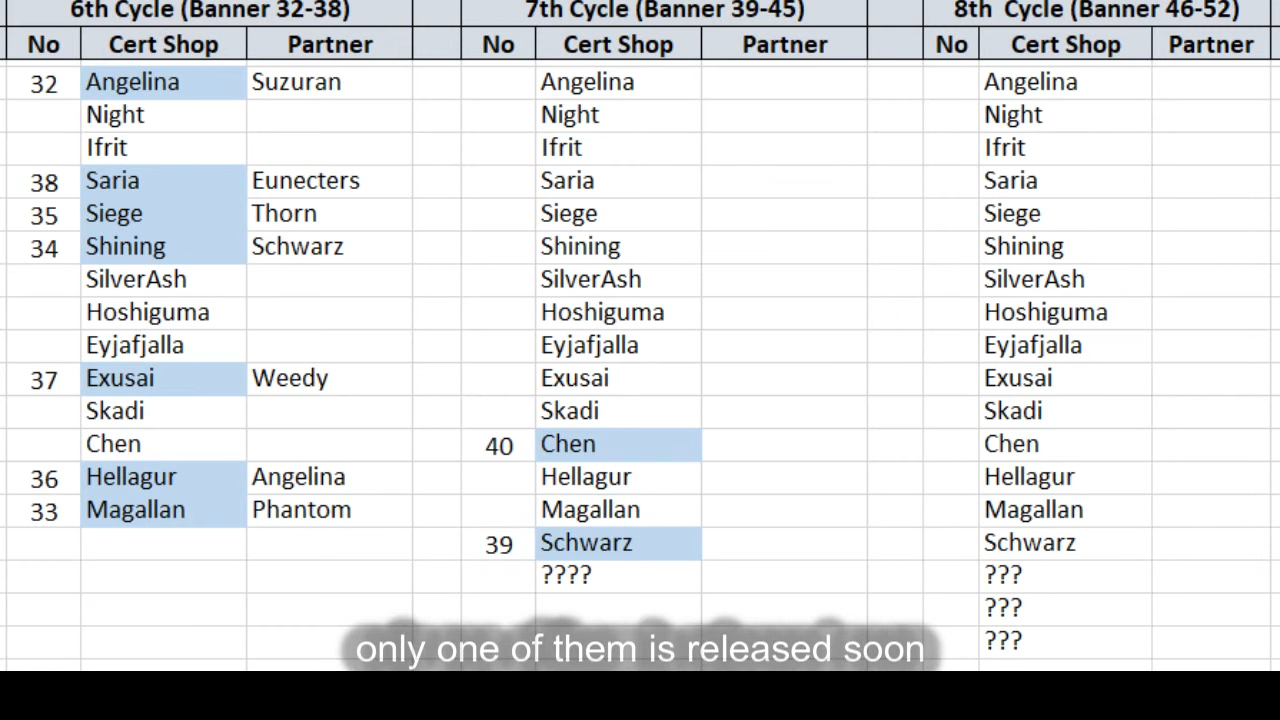 6th Cycle (Banner 32-38) 7th Cycle (Banner 39-45) 8th Cycle (Banner 46-52)
No Cert Shop Partner No Cert Shop Partner No Cert Shop Partner
32 Angelina Suzuran Angelina Angelina
Night Night Night
Ifrit Ifrit Ifrit
38 Saria Eunecters Saria Saria
35 Siege Thorn Siege Siege
34 Shining Schwarz Shining Shining
SilverAsh SilverAsh SilverAsh
Hoshiguma Hoshiguma Hoshiguma
Eyjafjalla Eyjafjalla Eyjafjalla
37 Exusai Weedy Exusai Exusai
Skadi Skadi Skadi
Chen 40 Chen Chen
36 Hellagur Angelina Hellagur Hellagur
33 Magallan Phantom Magallan Magallan
39 Schwarz Schwarz
???? ???
???
???
only one of them is released soon